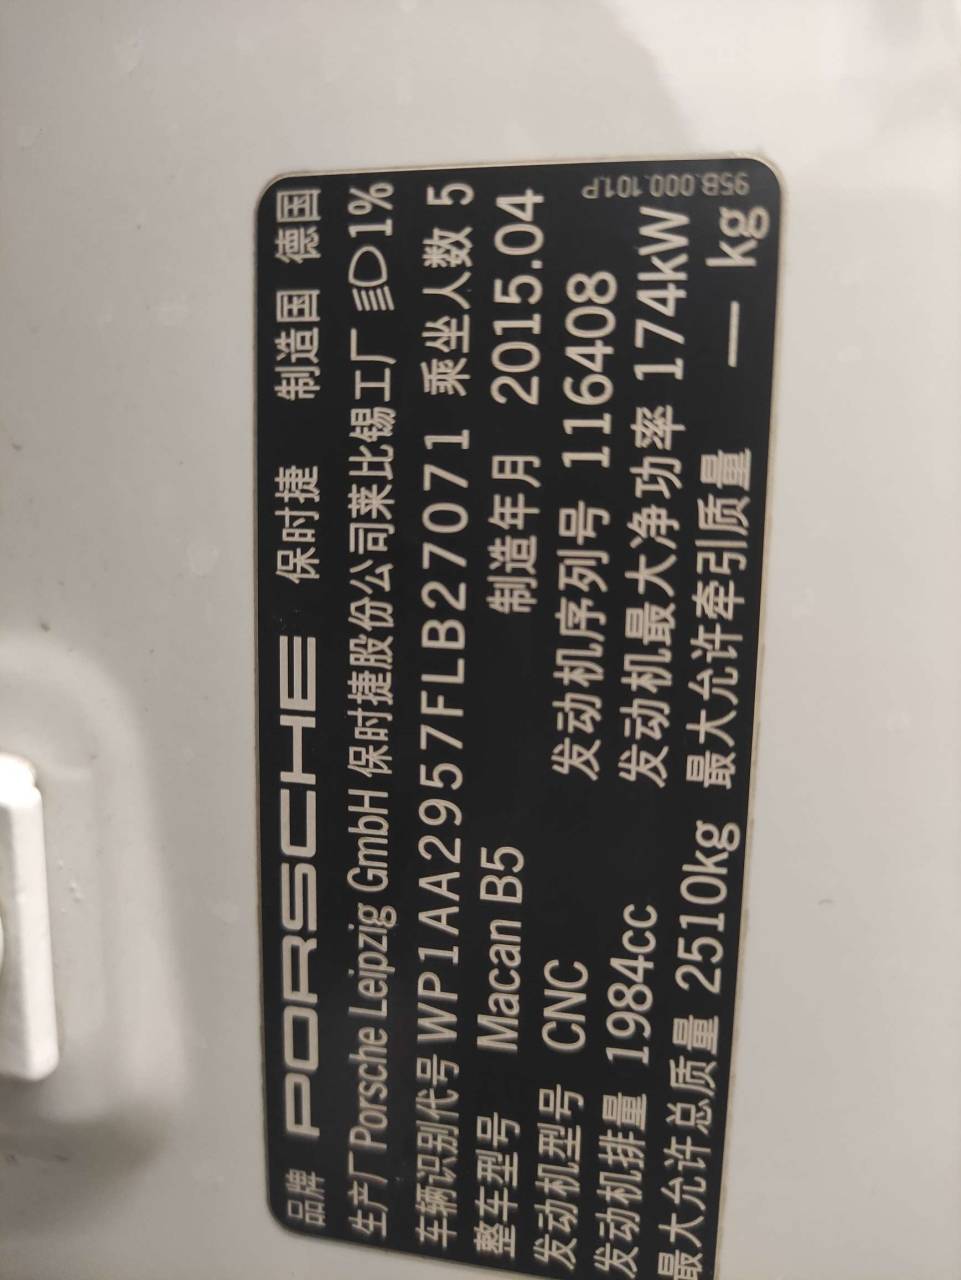 品牌 PORSCHE 保时捷 制造国 德国
生产厂 Porsche Leipzig GmbH 保时捷股份公司莱比锡工厂 1%
车辆识别代号 WP1AA2957FLB27071 乘坐人数 5
整车型号 Macan B5 制造年月 2015.04
发动机型号 CNC 发动机序列号 116408
发动机排量 1984cc 发动机最大净功率 174kW
最大允许总质量 2510kg 最大允许牵引质量 — kg
95B.000.101.P